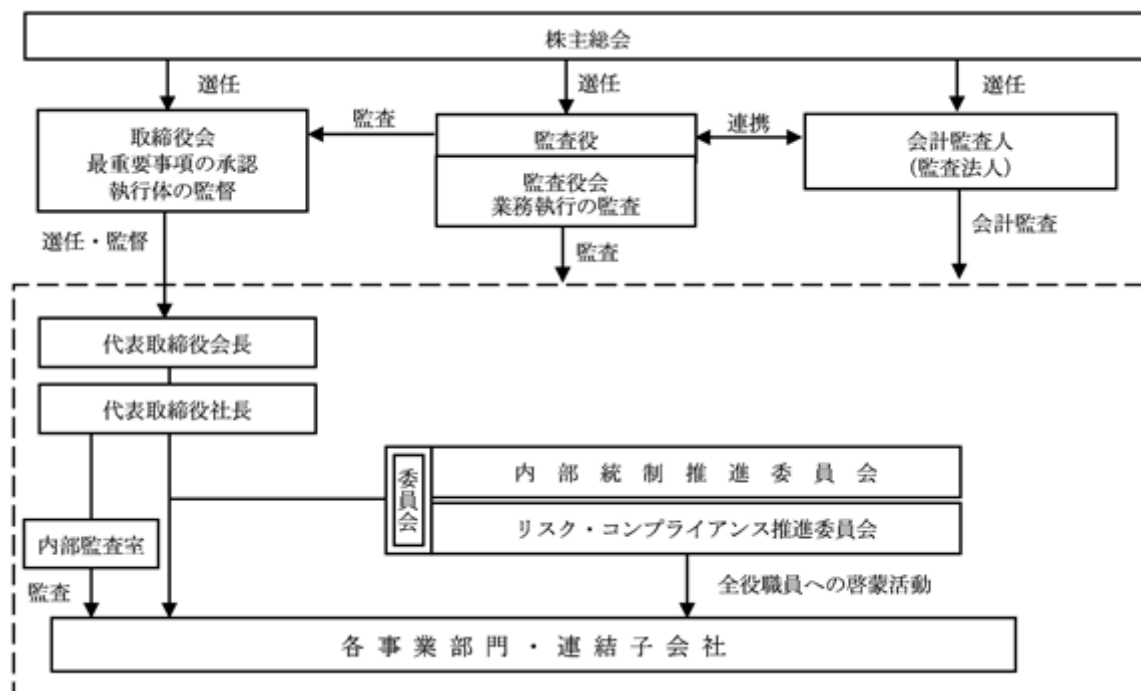 株主総会
選任
選任
選任
取締役会
最重要事項の承認
執行体の監督
監査
監査役
監査役会
業務執行の監査
連携
会計監査人
(監査法人)
選任・監督
監査
会計監査
代表取締役会長
代表取締役社長
委員会
内部統制推進委員会
リスク・コンプライアンス推進委員会
内部監査室
監査
全役職員への啓蒙活動
各事業部門・連結子会社